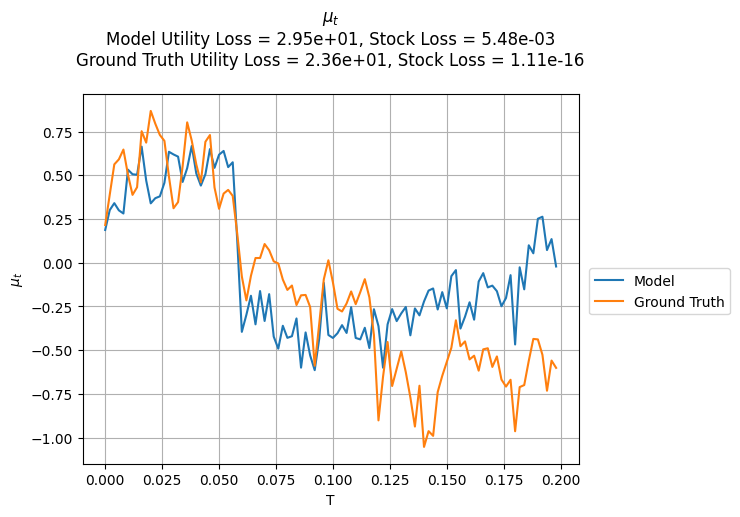 μ_t
Model Utility Loss = 2.95e+01, Stock Loss = 5.48e-03
Ground Truth Utility Loss = 2.36e+01, Stock Loss = 1.11e-16
0.75
0.50
0.25
0.00
−0.25
−0.50
−0.75
−1.00
μ_t
0.000 0.025 0.050 0.075 0.100 0.125 0.150 0.175 0.200
T
Model
Ground Truth